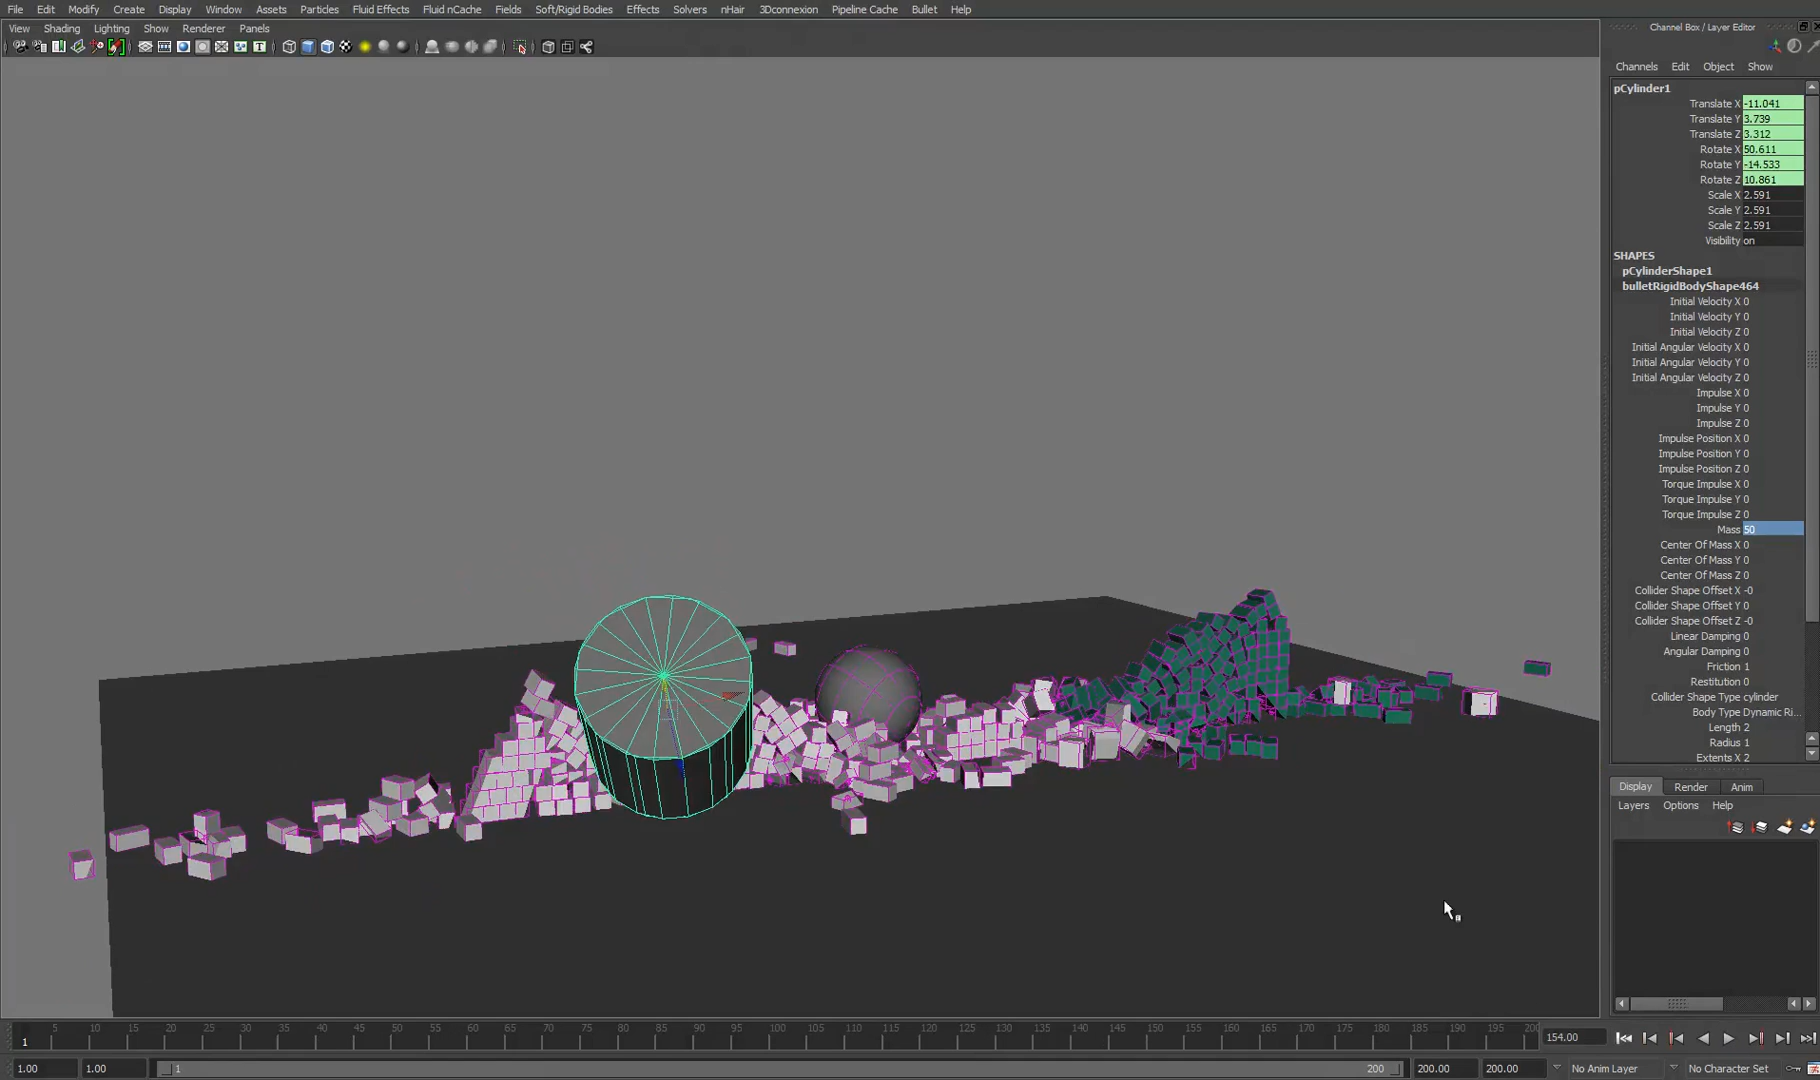 File Edit Modify Create Display Window Assets Particles Fluid Effects Fluid nCache Fields Soft/Rigid Bodies Effects Solvers nHair 3Dconnexion Pipeline Cache Bullet Help
View Shading Lighting Show Renderer Panels
Channel Box / Layer Editor
Channels Edit Object Show
pCylinder1
Translate X -11.041
Translate Y 3.739
Translate Z 3.312
Rotate X 50.611
Rotate Y -14.533
Rotate Z 10.861
Scale X 2.591
Scale Y 2.591
Scale Z 2.591
Visibility on
SHAPES
pCylinderShape1
bulletRigidBodyShape464
Initial Velocity X 0
Initial Velocity Y 0
Initial Velocity Z 0
Initial Angular Velocity X 0
Initial Angular Velocity Y 0
Initial Angular Velocity Z 0
Impulse X 0
Impulse Y 0
Impulse Z 0
Impulse Position X 0
Impulse Position Y 0
Impulse Position Z 0
Torque Impulse X 0
Torque Impulse Y 0
Torque Impulse Z 0
Mass 50
Center Of Mass X 0
Center Of Mass Y 0
Center Of Mass Z 0
Collider Shape Offset X -0
Collider Shape Offset Y 0
Collider Shape Offset Z -0
Linear Damping 0
Angular Damping 0
Friction 1
Restitution 0
Collider Shape Type cylinder
Body Type Dynamic Ri...
Length 2
Radius 1
Extents X 2
Display Render Anim
Layers Options Help
5 10 15 20 25 30 35 40 45 50 55 60 65 70 75 80 85 90 95 100 105 110 115 120 125 130 135 140 145 150 155 160 165 170 175 180 185 190 195 200
1
154.00
1.00 1.00 1 200 200.00 200.00 No Anim Layer No Character Set